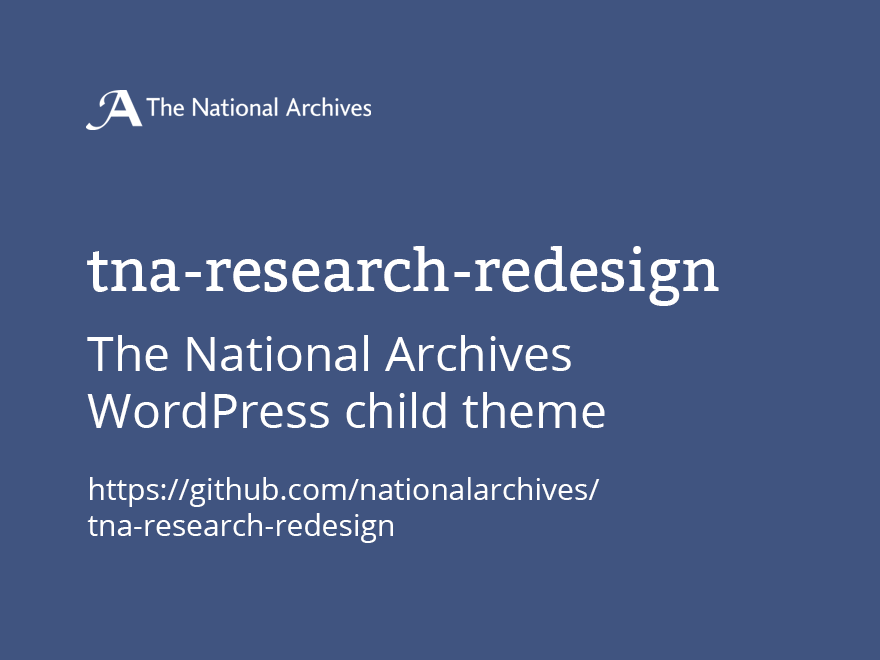 The National Archives
tna-research-redesign
The National Archives
WordPress child theme
https://github.com/nationalarchives/
tna-research-redesign